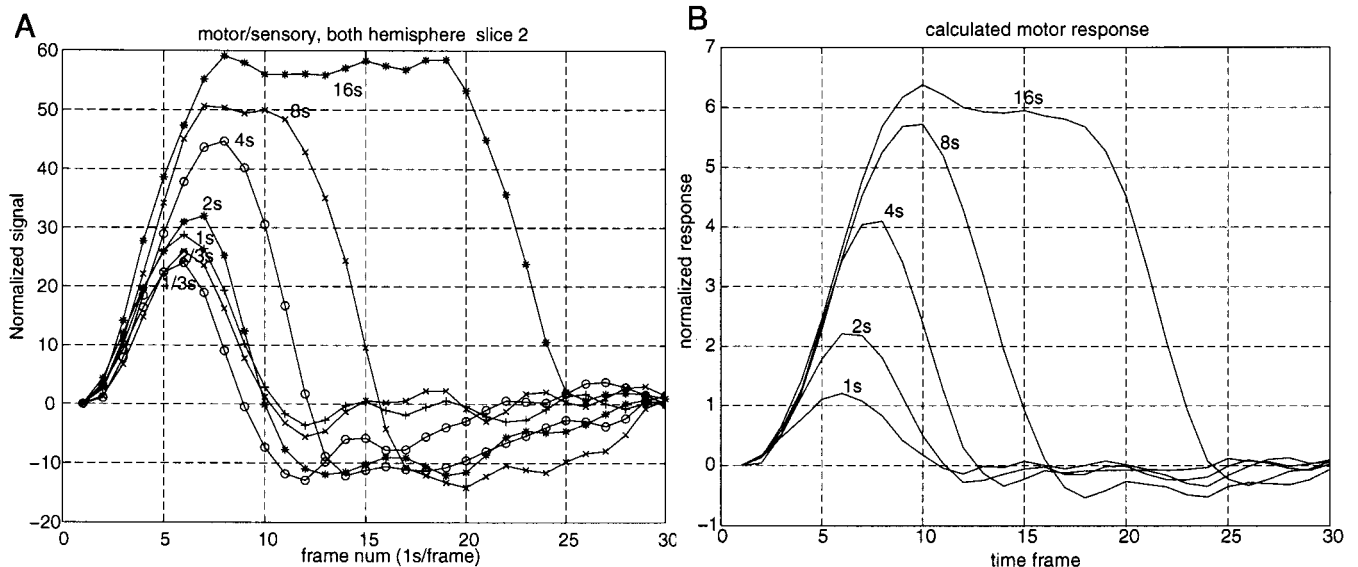 A
motor/sensory, both hemisphere slice 2
60
50
40
30
20
10
0
−10
−20
Normalized signal
16s
8s
4s
2s
1s
2/3s
1/3s
0
5
10
15
20
25
30
frame num (1s/frame)
B
calculated motor response
7
6
5
4
3
2
1
0
−1
normalized response
16s
8s
4s
2s
1s
0
5
10
15
20
25
30
time frame